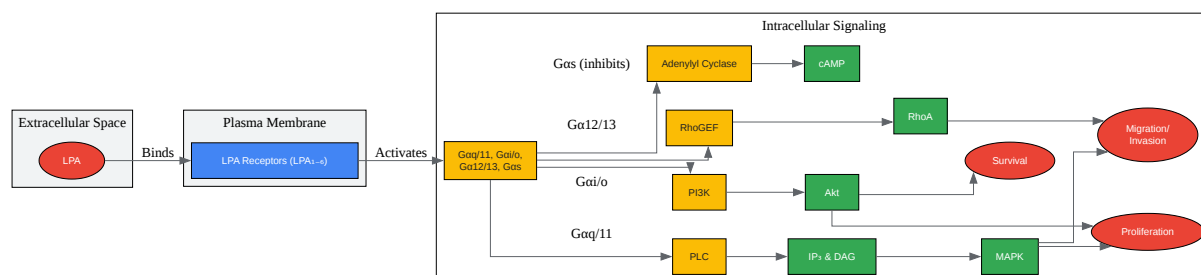 Intracellular Signaling
Extracellular Space
LPA
Binds
Plasma Membrane
LPA Receptors (LPA₁₋₆)
Activates
Gαq/11, Gαi/o,
Gα12/13, Gαs
Gαs (inhibits)
Adenylyl Cyclase
cAMP
Gα12/13
RhoGEF
RhoA
Migration/
Invasion
Gαi/o
PI3K
Akt
Survival
Proliferation
Gαq/11
PLC
IP₃ & DAG
MAPK